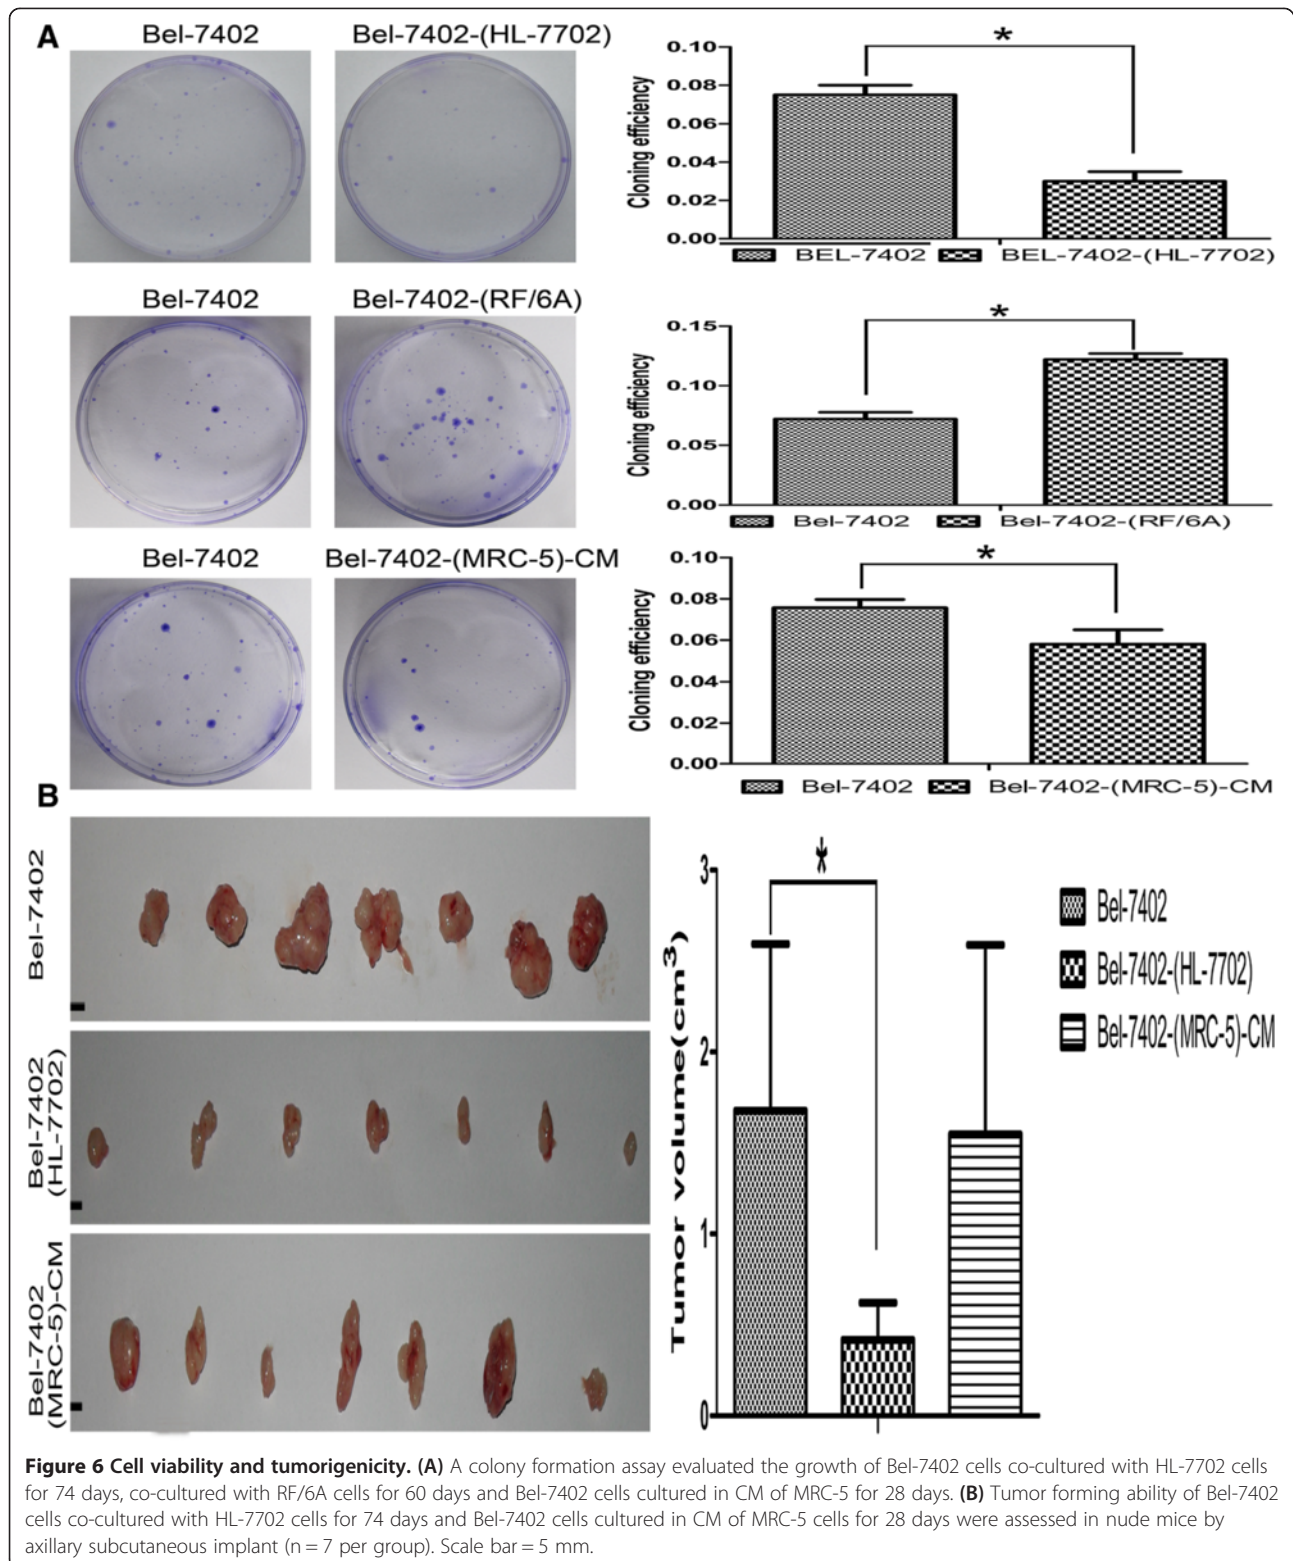 A
Bel-7402 Bel-7402-(HL-7702)
*
0.10
0.08
0.06
0.04
0.02
0.00
Cloning efficiency
BEL-7402 BEL-7402-(HL-7702)
Bel-7402 Bel-7402-(RF/6A)
*
0.15
0.10
0.05
0.00
Cloning efficiency
Bel-7402 Bel-7402-(RF/6A)
Bel-7402 Bel-7402-(MRC-5)-CM
*
0.10
0.08
0.06
0.04
0.02
0.00
Cloning efficiency
Bel-7402 Bel-7402-(MRC-5)-CM
B
Bel-7402
Bel-7402
(HL-7702)
Bel-7402
(MRC-5)-CM
*
3
2
1
0
Tumor volume(cm3)
Bel-7402
Bel-7402-(HL-7702)
Bel-7402-(MRC-5)-CM
Figure 6 Cell viability and tumorigenicity. (A) A colony formation assay evaluated the growth of Bel-7402 cells co-cultured with HL-7702 cells
for 74 days, co-cultured with RF/6A cells for 60 days and Bel-7402 cells cultured in CM of MRC-5 for 28 days. (B) Tumor forming ability of Bel-7402
cells co-cultured with HL-7702 cells for 74 days and Bel-7402 cells cultured in CM of MRC-5 cells for 28 days were assessed in nude mice by
axillary subcutaneous implant (n = 7 per group). Scale bar = 5 mm.